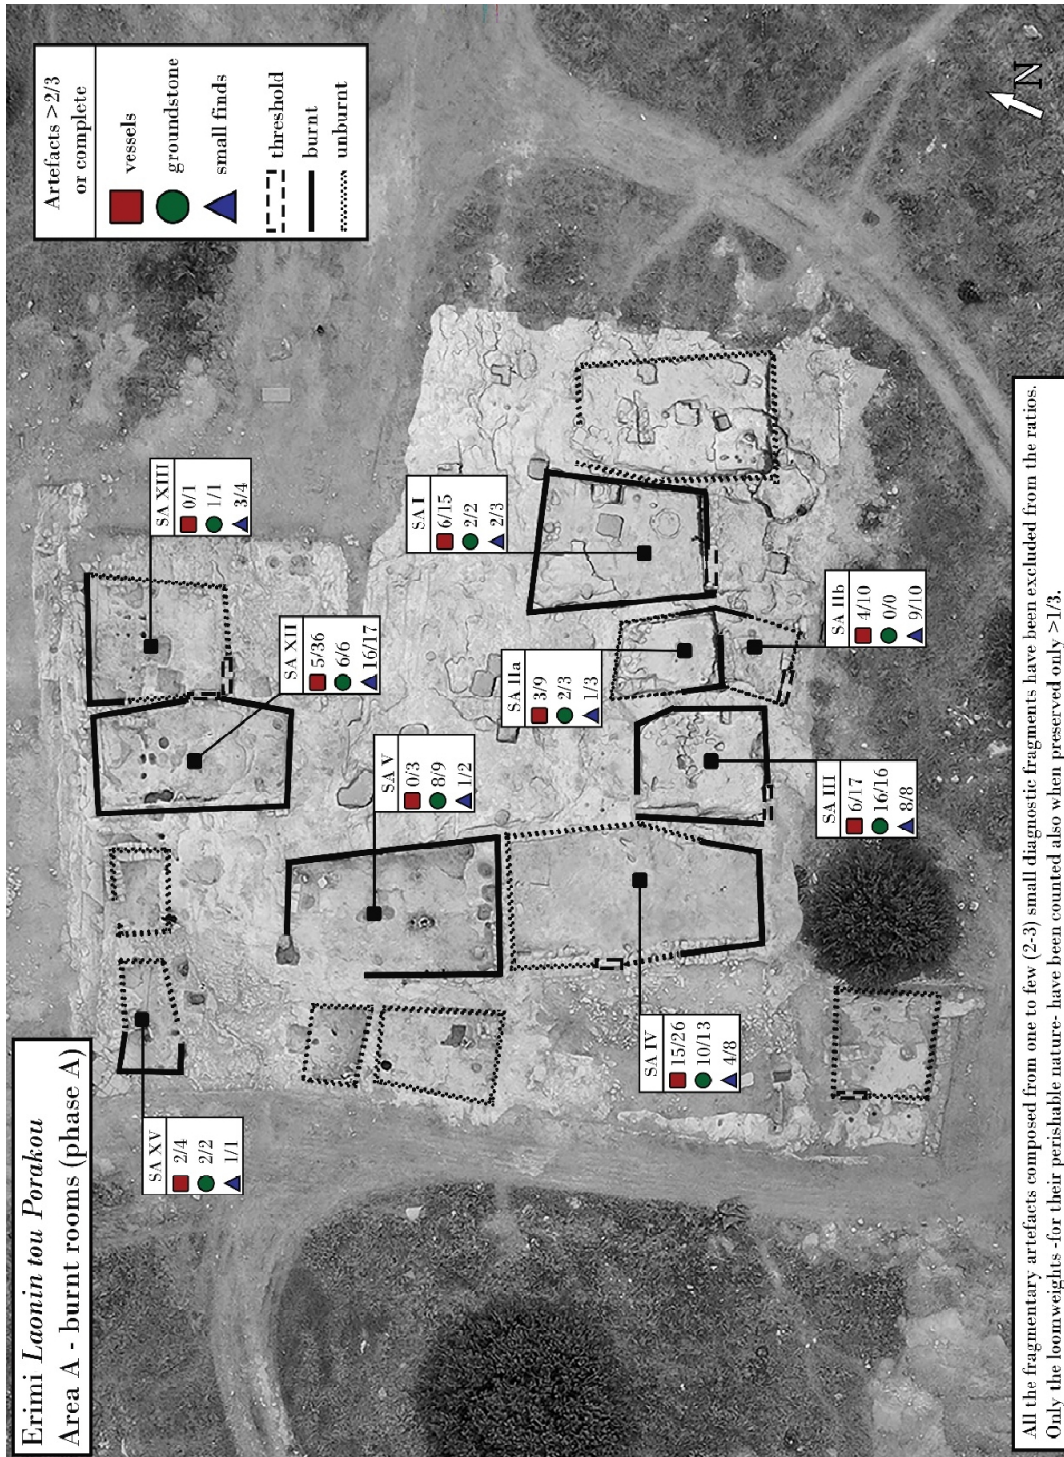 Erimi Laonin tou Porakou
Area A - burnt rooms (phase A)
Artefacts >2/3
or complete
vessels
groundstone
small finds
threshold
burnt
unburnt
N
SA XV
2/4
2/2
1/1
SA XII
5/36
6/6
16/17
SA XIII
0/1
1/1
3/4
SA V
0/3
8/9
1/2
SA I
6/15
2/2
2/3
SA IIa
3/9
2/3
1/3
SA IV
15/26
10/13
4/8
SA III
6/17
16/16
8/8
SA IIb
4/10
0/0
9/10
All the fragmentary artefacts composed from one to few (2-3) small diagnostic fragments have been excluded from the ratios.
Only the loomweights -for their perishable nature- have been counted also when preserved only >1/3.